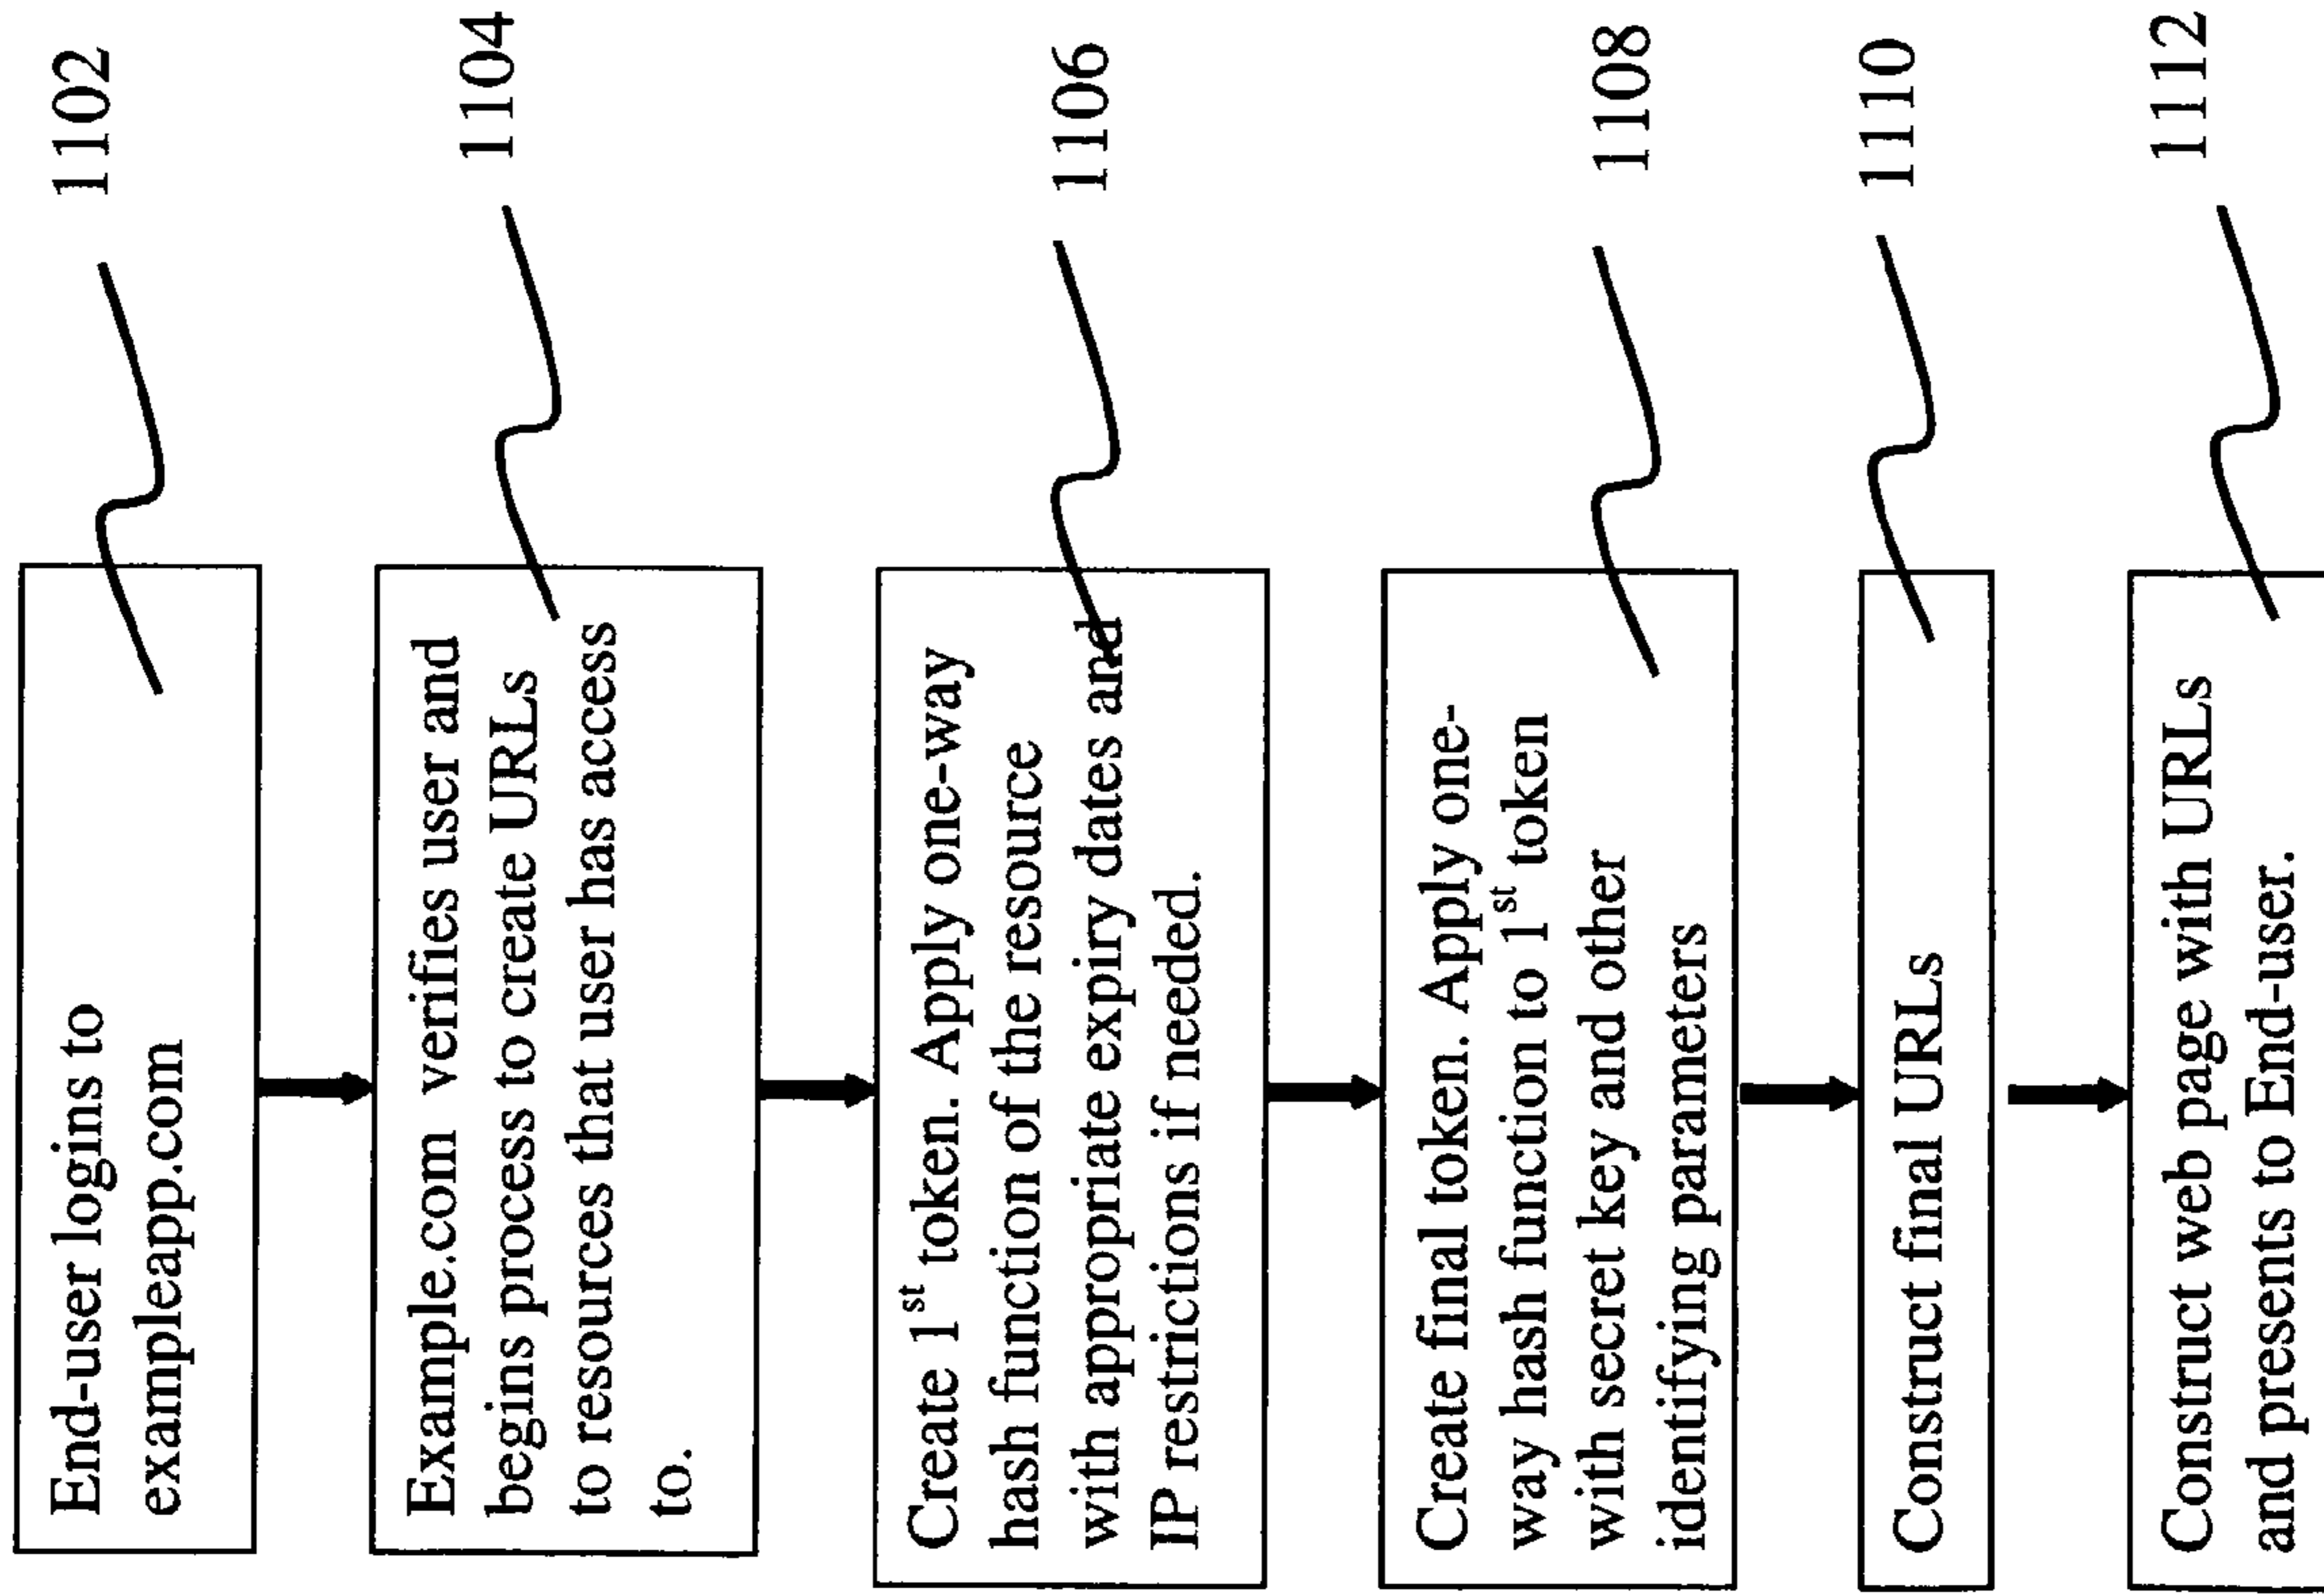 End-user logins to
exampleapp.com
1102
Example.com verifies user and
begins process to create URLs
to resources that user has access
to.
1104
Create 1st token. Apply one-way
hash function of the resource
with appropriate expiry dates and
IP restrictions if needed.
1106
Create final token. Apply one-
way hash function to 1st token
with secret key and other
identifying parameters
1108
Construct final URLs
1110
Construct web page with URLs
and presents to End-user.
1112